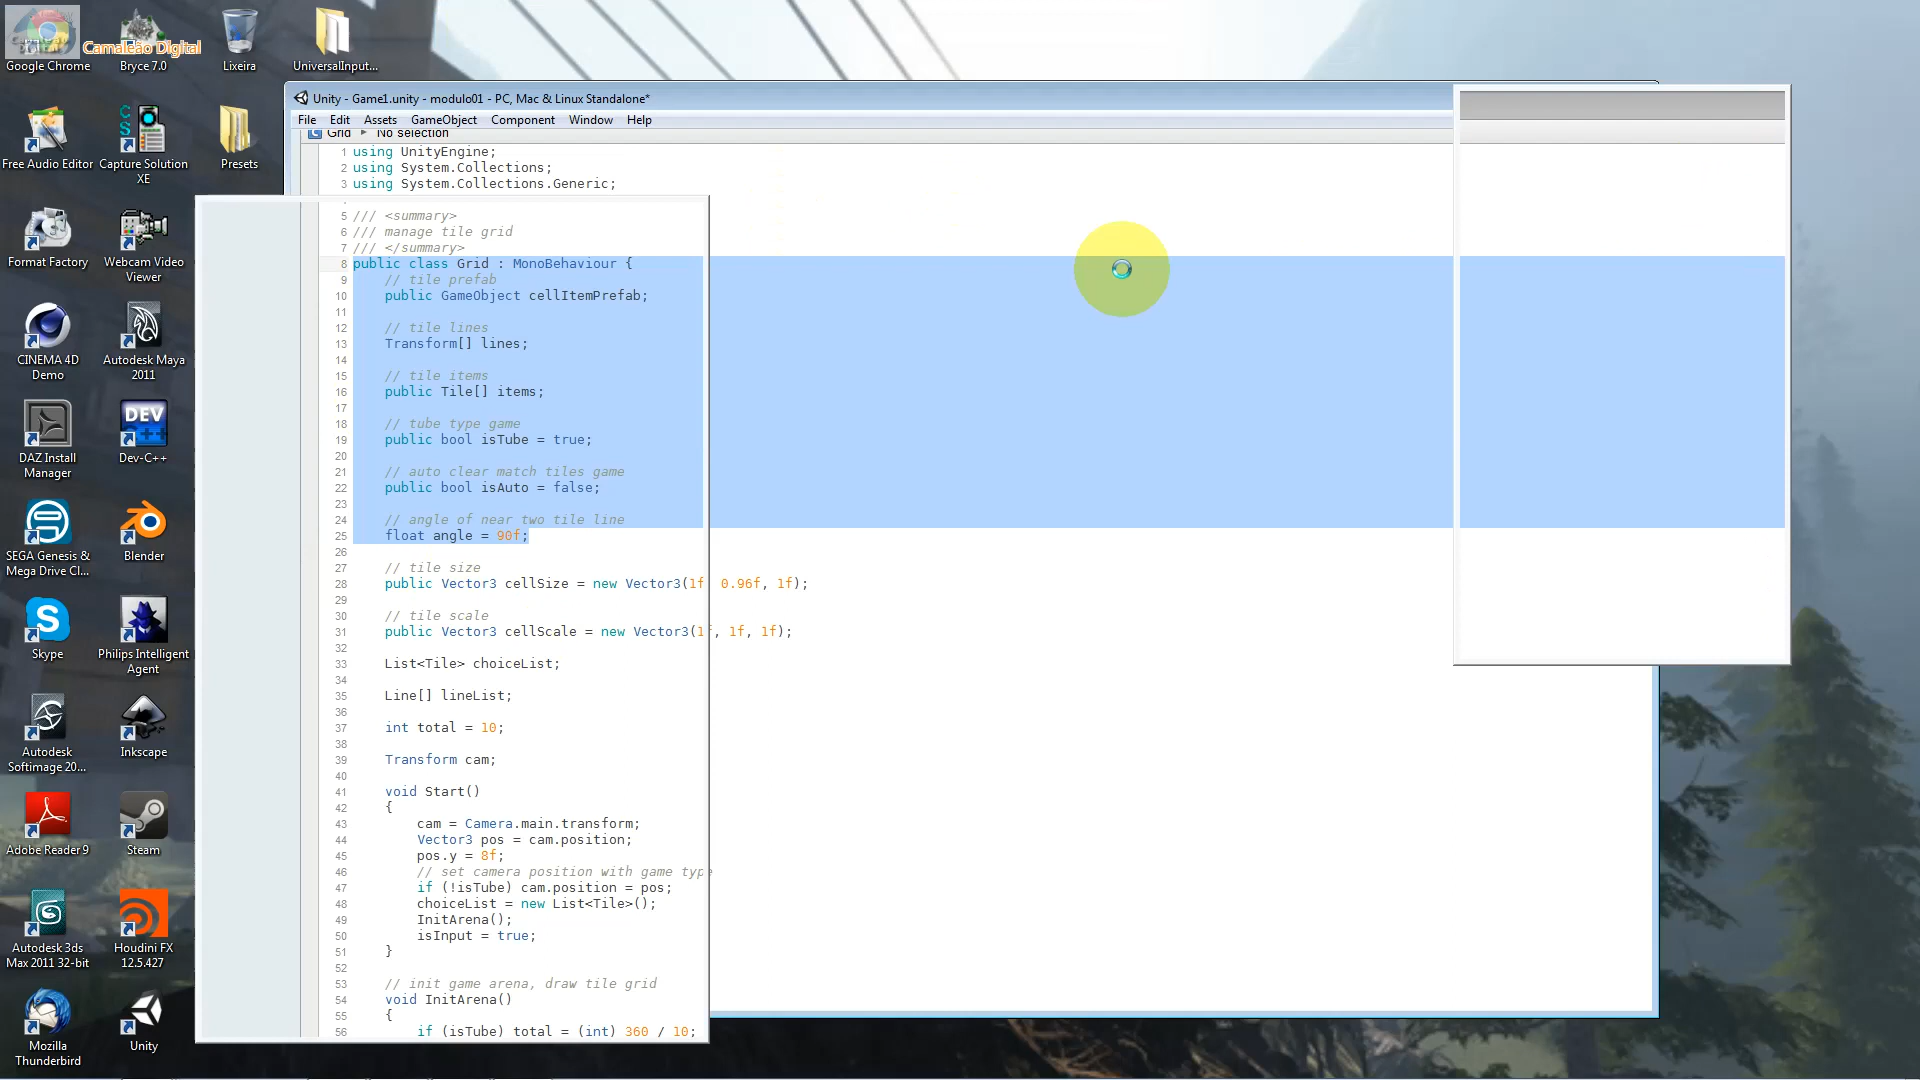 Google Chrome
Camaleão Digital
Bryce 7.0
Lixeira
UniversalInput...
Free Audio Editor
Capture Solution
XE
Presets
Format Factory
Webcam Video
Viewer
CINEMA 4D
Demo
Autodesk Maya
2011
DAZ Install
Manager
DEV
C++
Dev-C++
SEGA Genesis &
Mega Drive Cl...
Blender
Skype
Philips Intelligent
Agent
Autodesk
Softimage 20...
Inkscape
Adobe Reader 9
Steam
Autodesk 3ds
Max 2011 32-bit
Houdini FX
12.5.427
Mozilla
Thunderbird
Unity
Unity - Game1.unity - modulo01 - PC, Mac & Linux Standalone*
File Edit Assets GameObject Component Window Help
Grid ▸ No selection
1 using UnityEngine;
2 using System.Collections;
3 using System.Collections.Generic;
5 /// <summary>
6 /// manage tile grid
7 /// </summary>
8 public class Grid : MonoBehaviour {
9 // tile prefab
10 public GameObject cellItemPrefab;
11
12 // tile lines
13 Transform[] lines;
14
15 // tile items
16 public Tile[] items;
17
18 // tube type game
19 public bool isTube = true;
20
21 // auto clear match tiles game
22 public bool isAuto = false;
23
24 // angle of near two tile line
25 float angle = 90f;
26
27 // tile size
28 public Vector3 cellSize = new Vector3(1f 0.96f, 1f);
29
30 // tile scale
31 public Vector3 cellScale = new Vector3(1f, 1f, 1f);
32
33 List<Tile> choiceList;
34
35 Line[] lineList;
36
37 int total = 10;
38
39 Transform cam;
40
41 void Start()
42 {
43 cam = Camera.main.transform;
44 Vector3 pos = cam.position;
45 pos.y = 8f;
46 // set camera position with game type
47 if (!isTube) cam.position = pos;
48 choiceList = new List<Tile>();
49 InitArena();
50 isInput = true;
51 }
52
53 // init game arena, draw tile grid
54 void InitArena()
55 {
56 if (isTube) total = (int) 360 / 10;